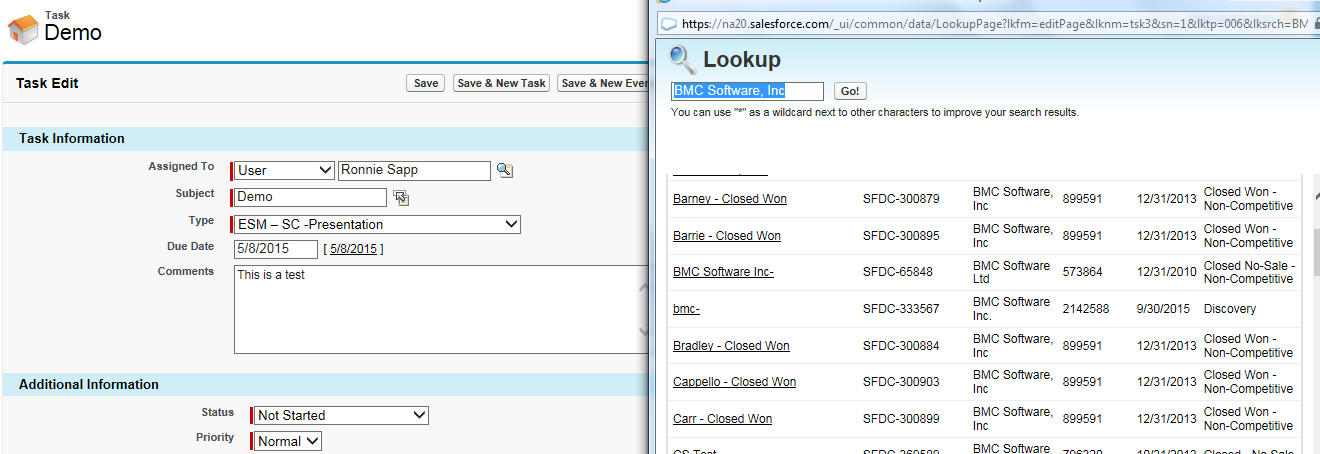 Task
Demo
Task Edit
Save
Save & New Task
Save & New Even
Task Information
Assigned To
User
Ronnie Sapp
Subject
Demo
Type
ESM – SC -Presentation
Due Date
5/8/2015
[ 5/8/2015 ]
Comments
This is a test
Additional Information
Status
Not Started
Priority
Normal
https://na20.salesforce.com/_ui/common/data/LookupPage?lkfm=editPage&lknm=tsk3&sn=1&lktp=006&lksrch=BM
Lookup
BMC Software, Inc
Go!
You can use "*" as a wildcard next to other characters to improve your search results.
Barney - Closed Won SFDC-300879 BMC Software, 899591 12/31/2013 Closed Won -
Inc Non-Competitive
Barrie - Closed Won SFDC-300895 BMC Software, 899591 12/31/2013 Closed Won -
Inc Non-Competitive
BMC Software Inc- SFDC-65848 BMC Software 573864 12/31/2010 Closed No-Sale -
Ltd Non-Competitive
bmc- SFDC-333567 BMC Software 2142588 9/30/2015 Discovery
Inc.
Bradley - Closed Won SFDC-300884 BMC Software, 899591 12/31/2013 Closed Won -
Inc Non-Competitive
Cappello - Closed Won SFDC-300903 BMC Software, 899591 12/31/2013 Closed Won -
Inc Non-Competitive
Carr - Closed Won SFDC-300899 BMC Software, 899591 12/31/2013 Closed Won -
Inc Non-Competitive
BMC Software